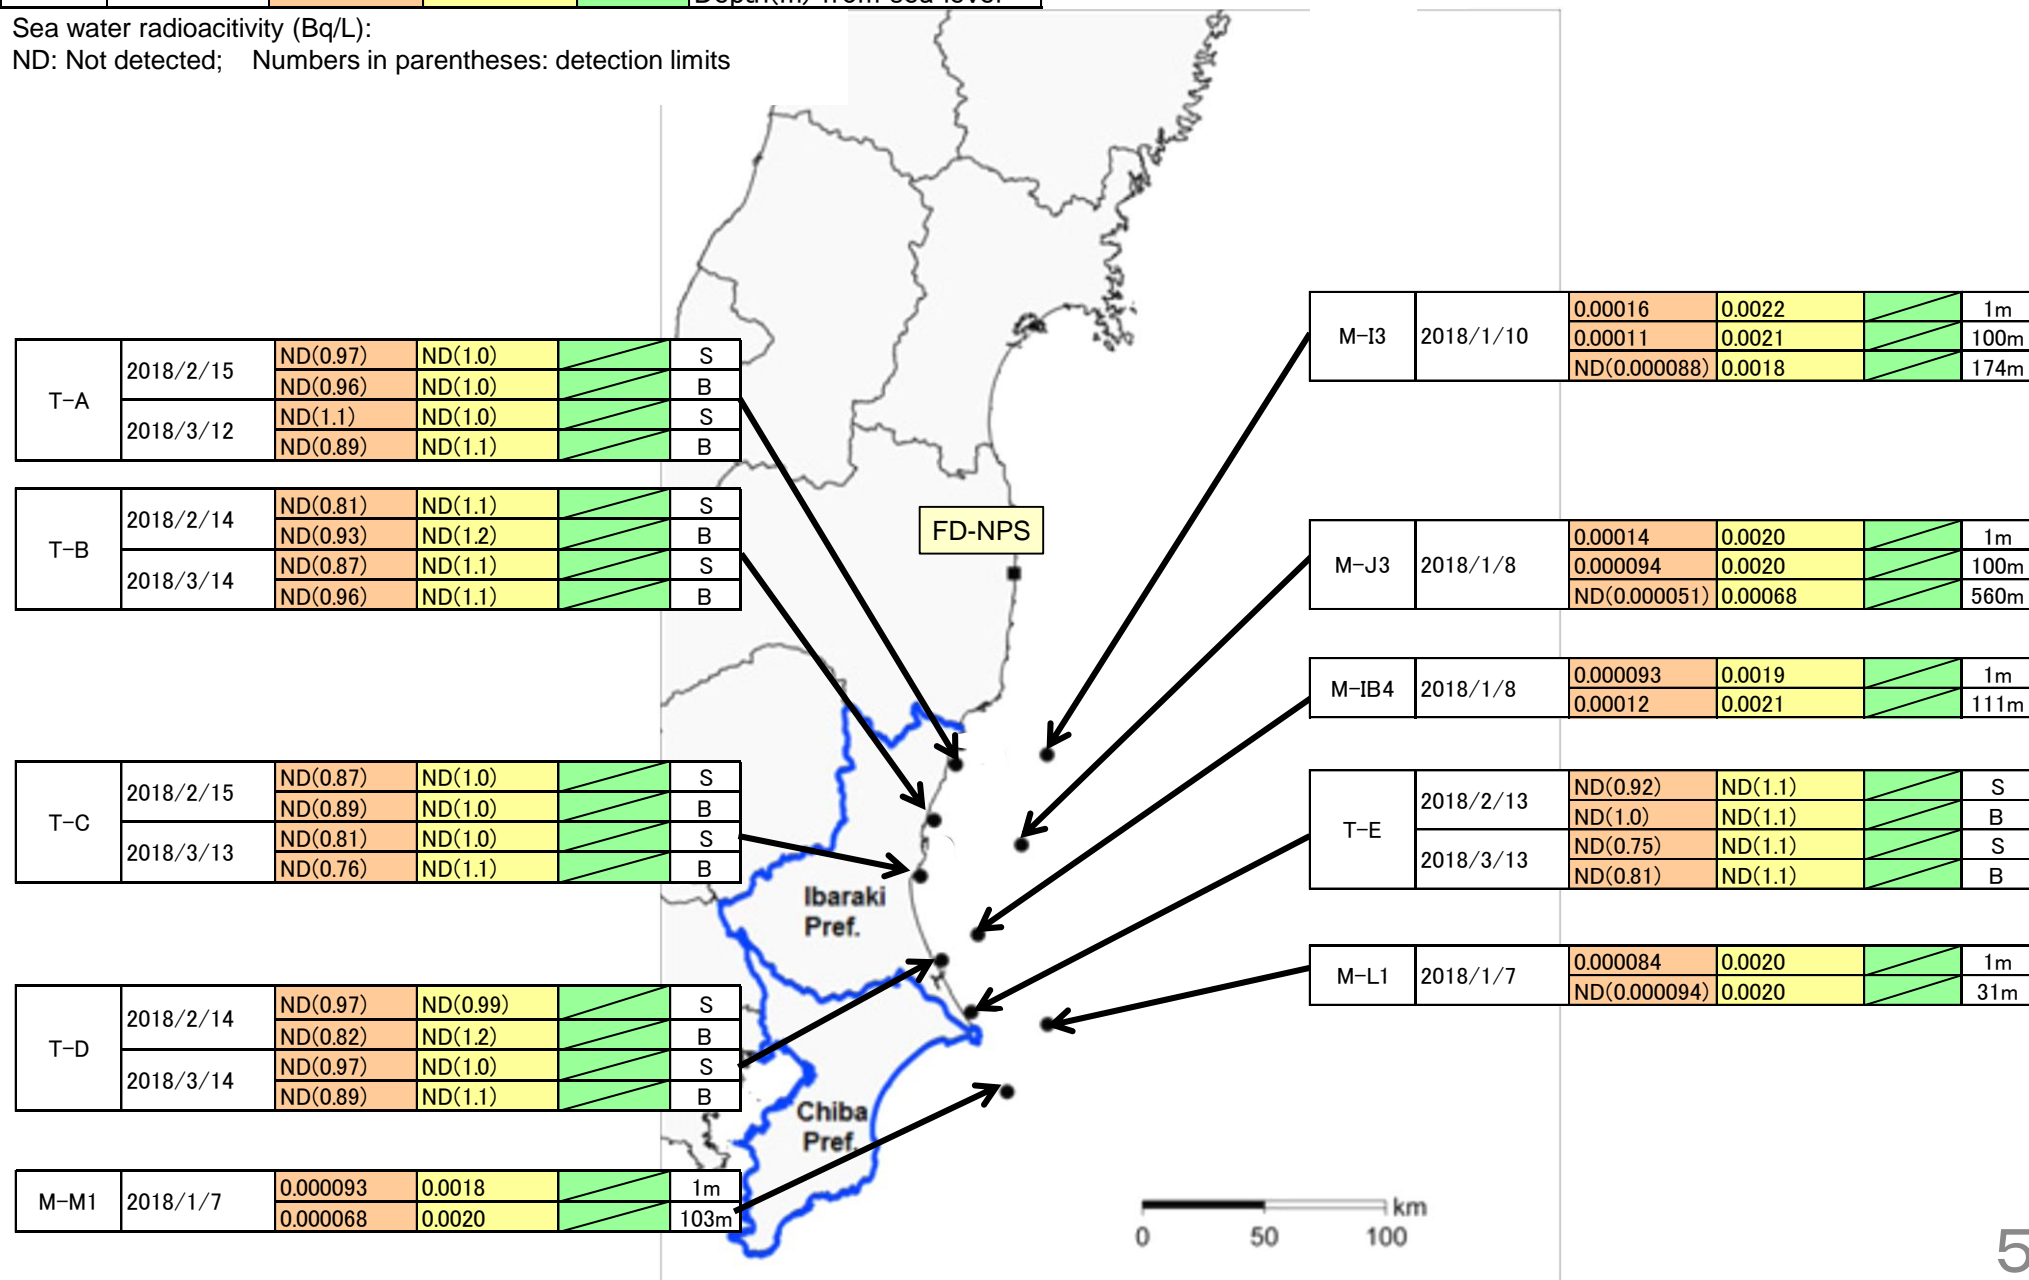 Depth(m) from sea level
Sea water radioacitivity (Bq/L):
ND: Not detected; Numbers in parentheses: detection limits
M-I3 2018/1/10 0.00016 0.0022 1m
0.00011 0.0021 100m
ND(0.000088) 0.0018 174m
T-A 2018/2/15 ND(0.97) ND(1.0) S
ND(0.96) ND(1.0) B
2018/3/12 ND(1.1) ND(1.0) S
ND(0.89) ND(1.1) B
T-B 2018/2/14 ND(0.81) ND(1.1) S
ND(0.93) ND(1.2) B
2018/3/14 ND(0.87) ND(1.1) S
ND(0.96) ND(1.1) B
FD-NPS
M-J3 2018/1/8 0.00014 0.0020 1m
0.000094 0.0020 100m
ND(0.000051) 0.00068 560m
M-IB4 2018/1/8 0.000093 0.0019 1m
0.00012 0.0021 111m
T-C 2018/2/15 ND(0.87) ND(1.0) S
ND(0.89) ND(1.0) B
2018/3/13 ND(0.81) ND(1.0) S
ND(0.76) ND(1.1) B
T-E 2018/2/13 ND(0.92) ND(1.1) S
ND(1.0) ND(1.1) B
2018/3/13 ND(0.75) ND(1.1) S
ND(0.81) ND(1.1) B
Ibaraki
Pref.
M-L1 2018/1/7 0.000084 0.0020 1m
ND(0.000094) 0.0020 31m
T-D 2018/2/14 ND(0.97) ND(0.99) S
ND(0.82) ND(1.2) B
2018/3/14 ND(0.97) ND(1.0) S
ND(0.89) ND(1.1) B
Chiba
Pref.
M-M1 2018/1/7 0.000093 0.0018 1m
0.000068 0.0020 103m
km
0 50 100
5